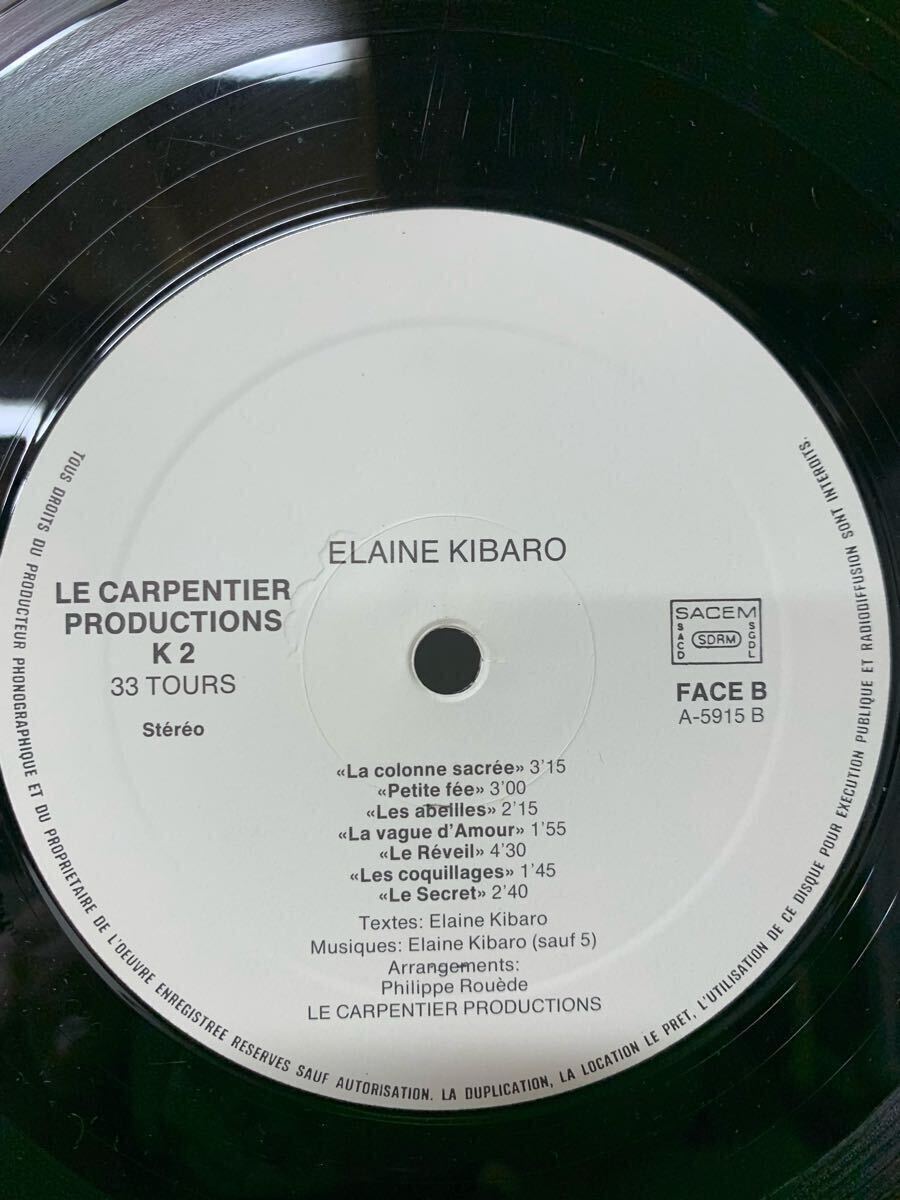 ELAINE KIBARO
LE CARPENTIER
PRODUCTIONS
K 2
33 TOURS
Stéréo
SACEM
SACD
SDRM
SGDL
FACE B
A-5915 B
«La colonne sacrée» 3'15
«Petite fée» 3'00
«Les abeilles» 2'15
«La vague d'Amour» 1'55
«Le Réveil» 4'30
«Les coquillages» 1'45
«Le Secret» 2'40
Textes: Elaine Kibaro
Musiques: Elaine Kibaro (sauf 5)
Arrangements:
Philippe Rouède
LE CARPENTIER PRODUCTIONS
TOUS DROITS DU PRODUCTEUR PHONOGRAPHIQUE ET DU PROPRIETAIRE DE L'OEUVRE ENREGISTREE RESERVES SAUF AUTORISATION. LA DUPLICATION, LA LOCATION LE PRET, L'UTILISATION DE CE DISQUE POUR EXECUTION PUBLIQUE ET RADIODIFFUSION SONT INTERDITS.